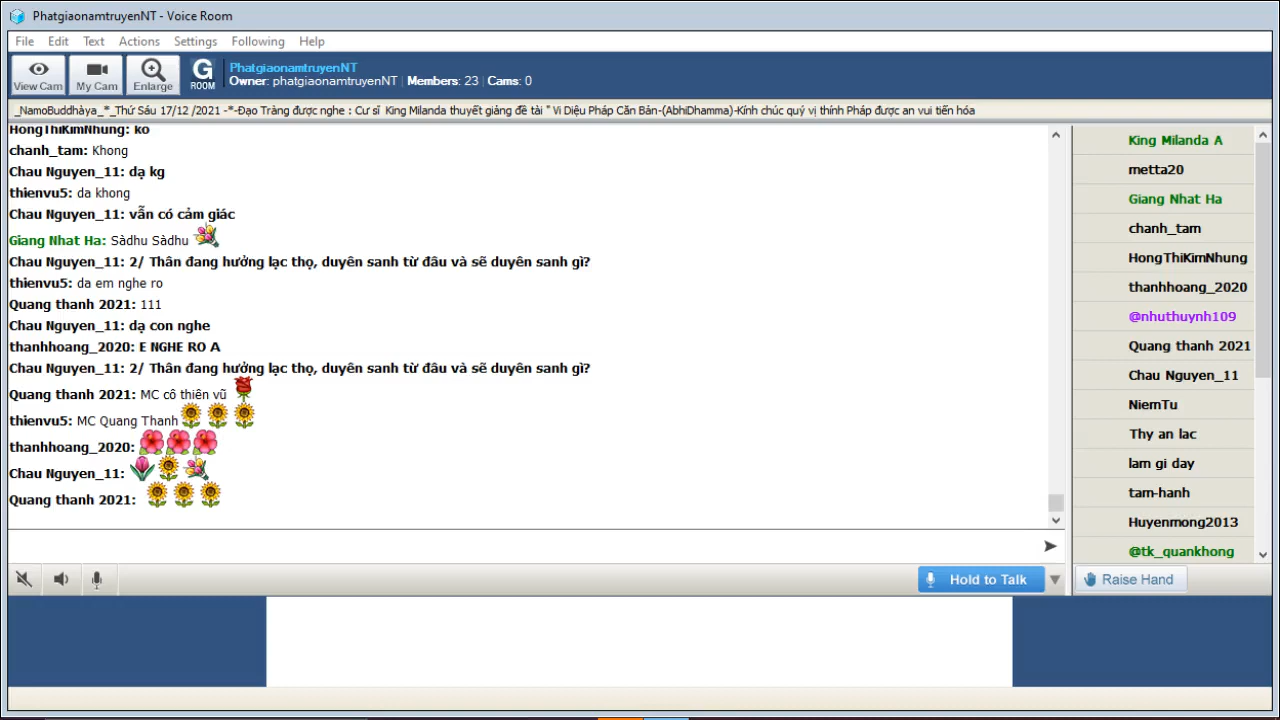 PhatgiaonamtruyenNT - Voice Room
File Edit Text Actions Settings Following Help
View Cam
My Cam
Enlarge
G ROOM
PhatgiaonamtruyenNT
Owner: phatgiaonamtruyenNT | Members: 23 | Cams: 0
_NamoBuddhàya_*_Thứ Sáu 17/12 /2021 -*-Đạo Tràng được nghe : Cư sĩ King Milanda thuyết giảng đề tài " Vi Diệu Pháp Căn Bản-(AbhiDhamma)-Kính chúc quý vị thính Pháp được an vui tiến hóa
HongThiKimNhung: ko
chanh_tam: Khong
Chau Nguyen_11: dạ kg
thienvu5: da khong
Chau Nguyen_11: vẫn có cảm giác
Giang Nhat Ha: Sàdhu Sàdhu
Chau Nguyen_11: 2/ Thân đang hưởng lạc thọ, duyên sanh từ đâu và sẽ duyên sanh gì?
thienvu5: da em nghe ro
Quang thanh 2021: 111
Chau Nguyen_11: dạ con nghe
thanhhoang_2020: E NGHE RO A
Chau Nguyen_11: 2/ Thân đang hưởng lạc thọ, duyên sanh từ đâu và sẽ duyên sanh gì?
Quang thanh 2021: MC cô thiên vũ
thienvu5: MC Quang Thanh
thanhhoang_2020:
Chau Nguyen_11:
Quang thanh 2021:
King Milanda A
metta20
Giang Nhat Ha
chanh_tam
HongThiKimNhung
thanhhoang_2020
@nhuthuynh109
Quang thanh 2021
Chau Nguyen_11
NiemTu
Thy an lac
lam gi day
tam-hanh
Huyenmong2013
@tk_quankhong
Hold to Talk
Raise Hand